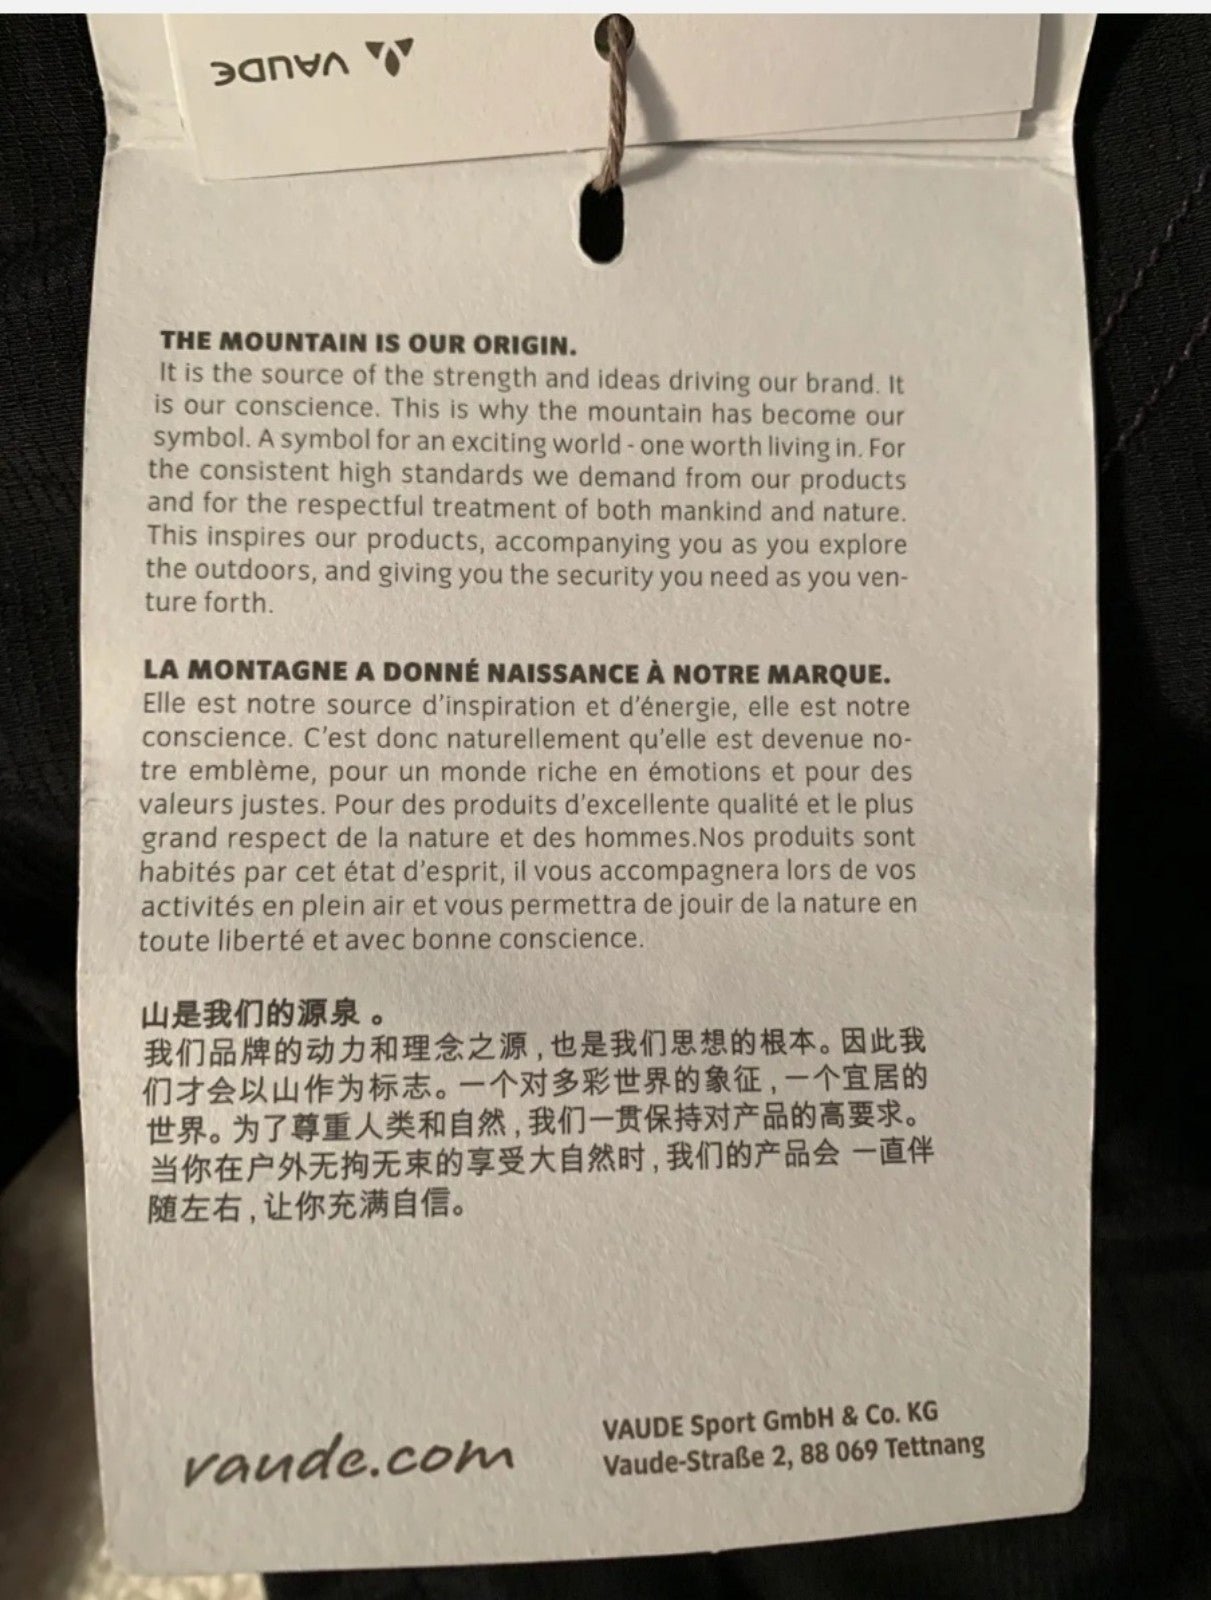 VAUDE
THE MOUNTAIN IS OUR ORIGIN.
It is the source of the strength and ideas driving our brand. It
is our conscience. This is why the mountain has become our
symbol. A symbol for an exciting world - one worth living in. For
the consistent high standards we demand from our products
and for the respectful treatment of both mankind and nature.
This inspires our products, accompanying you as you explore
the outdoors, and giving you the security you need as you ven-
ture forth.
LA MONTAGNE A DONNÉ NAISSANCE À NOTRE MARQUE.
Elle est notre source d'inspiration et d'énergie, elle est notre
conscience. C'est donc naturellement qu'elle est devenue no-
tre emblème, pour un monde riche en émotions et pour des
valeurs justes. Pour des produits d'excellente qualité et le plus
grand respect de la nature et des hommes.Nos produits sont
habités par cet état d'esprit, il vous accompagnera lors de vos
activités en plein air et vous permettra de jouir de la nature en
toute liberté et avec bonne conscience.
山是我们的源泉。
我们品牌的动力和理念之源,也是我们思想的根本。因此我
们才会以山作为标志。一个对多彩世界的象征,一个宜居的
世界。为了尊重人类和自然,我们一贯保持对产品的高要求。
当你在户外无拘无束的享受大自然时,我们的产品会 一直伴
随左右,让你充满自信。
vaude.com
VAUDE Sport GmbH & Co. KG
Vaude-Straße 2, 88 069 Tettnang